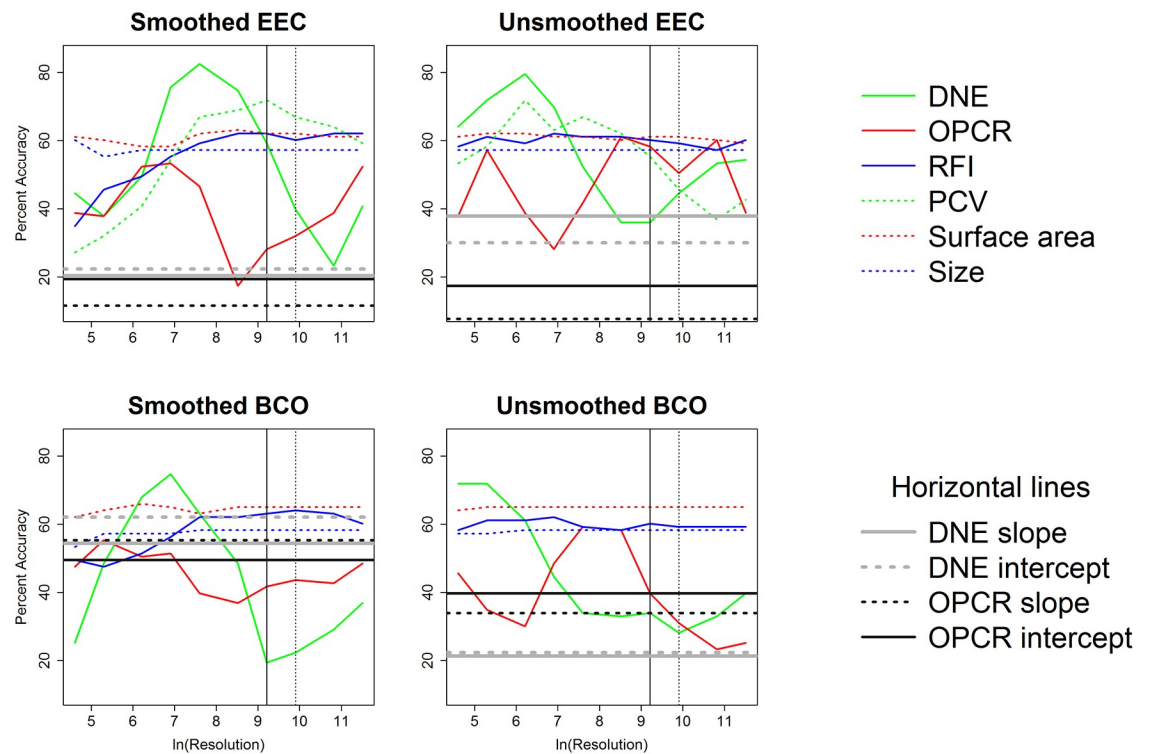 Smoothed EEC
Percent Accuracy
80
60
40
20
5 6 7 8 9 10 11
Unsmoothed EEC
80
60
40
20
5 6 7 8 9 10 11
DNE
OPCR
RFI
PCV
Surface area
Size
Smoothed BCO
Percent Accuracy
80
60
40
20
5 6 7 8 9 10 11
ln(Resolution)
Unsmoothed BCO
80
60
40
20
5 6 7 8 9 10 11
ln(Resolution)
Horizontal lines
DNE slope
DNE intercept
OPCR slope
OPCR intercept